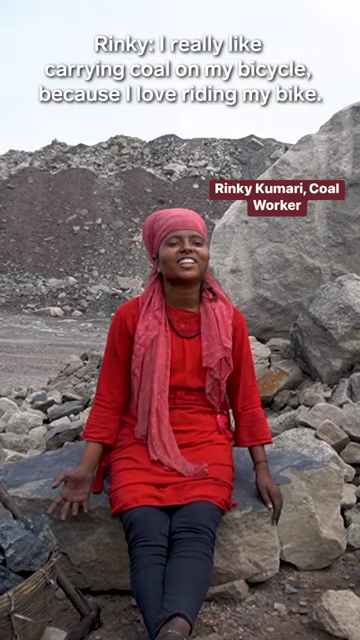 Rinky: I really like
carrying coal on my bicycle,
because I love riding my bike.
Rinky Kumari, Coal
Worker